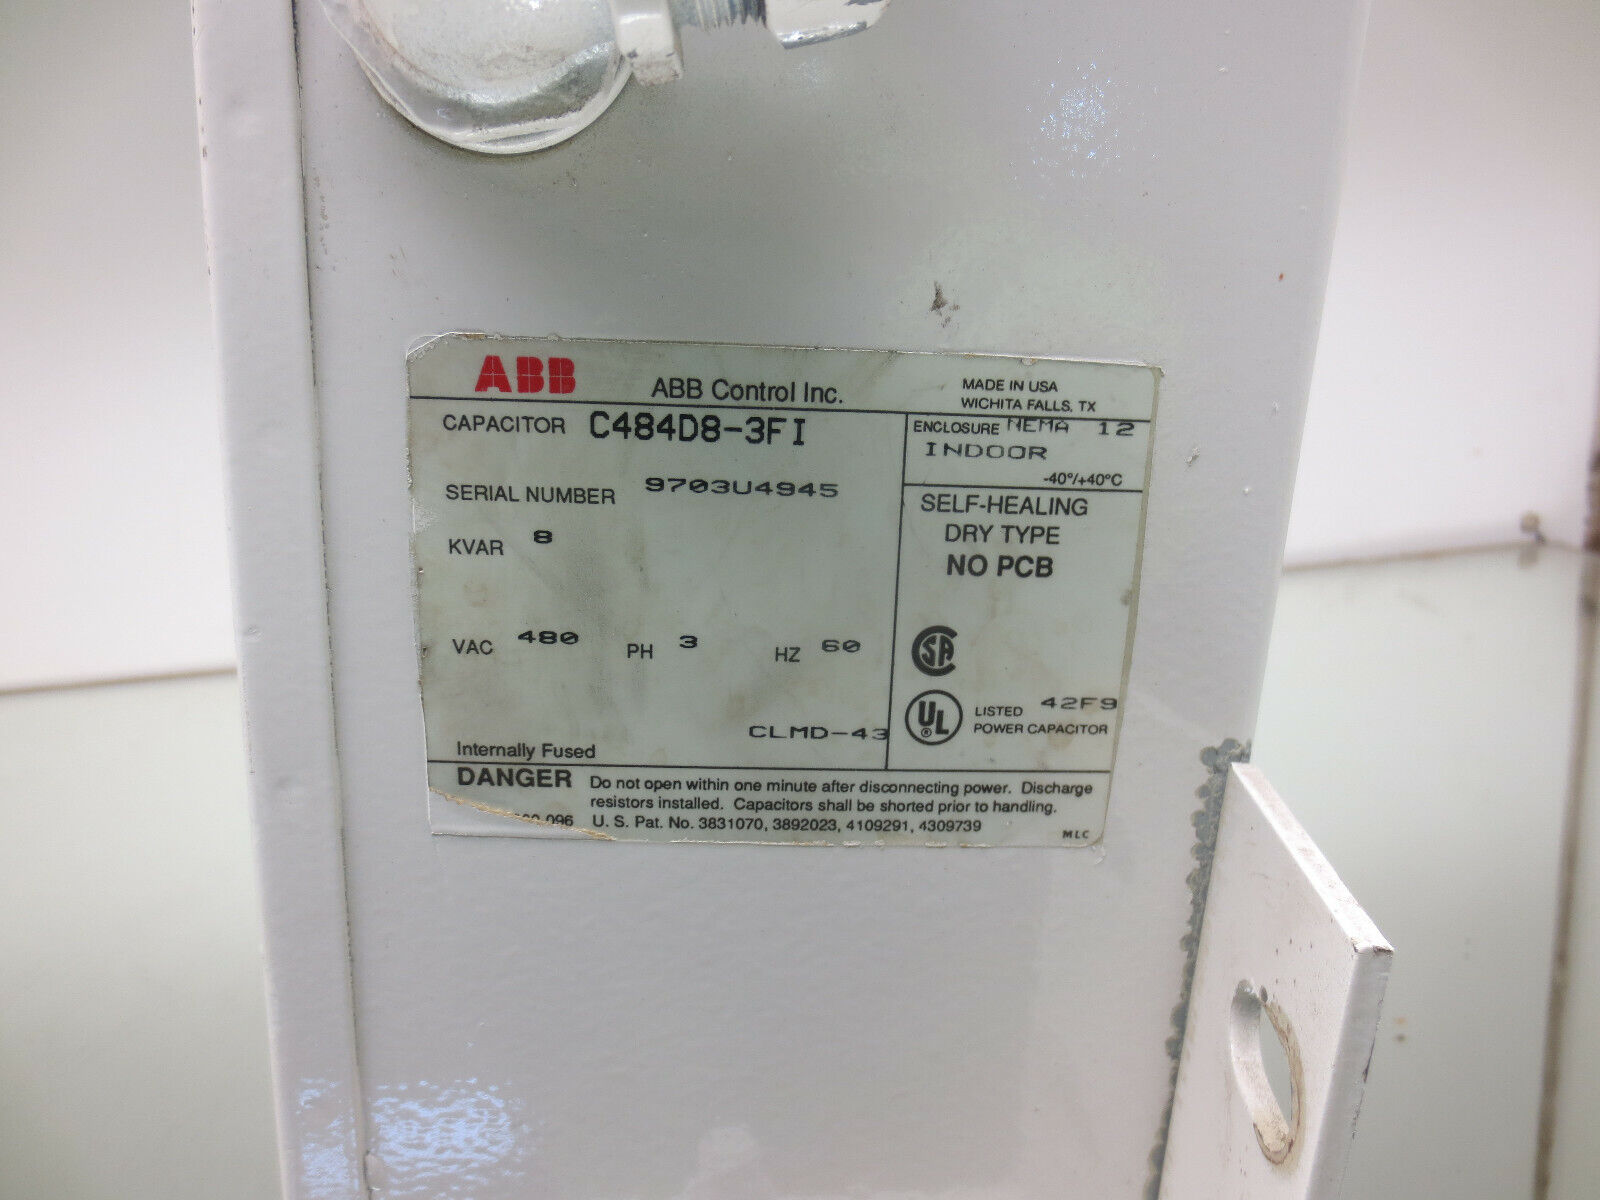 ABB ABB Control Inc. MADE IN USA
WICHITA FALLS, TX
CAPACITOR C484D8-3FI
ENCLOSURE NEMA 12
INDOOR
-40°/+40°C
SERIAL NUMBER 9703U4945
SELF-HEALING
DRY TYPE
NO PCB
KVAR 8
VAC 480 PH 3 HZ 60
SA
CLMD-43
UL ® LISTED 42F9
POWER CAPACITOR
Internally Fused
DANGER Do not open within one minute after disconnecting power. Discharge
resistors installed. Capacitors shall be shorted prior to handling.
096 U. S. Pat. No. 3831070, 3892023, 4109291, 4309739
MLC